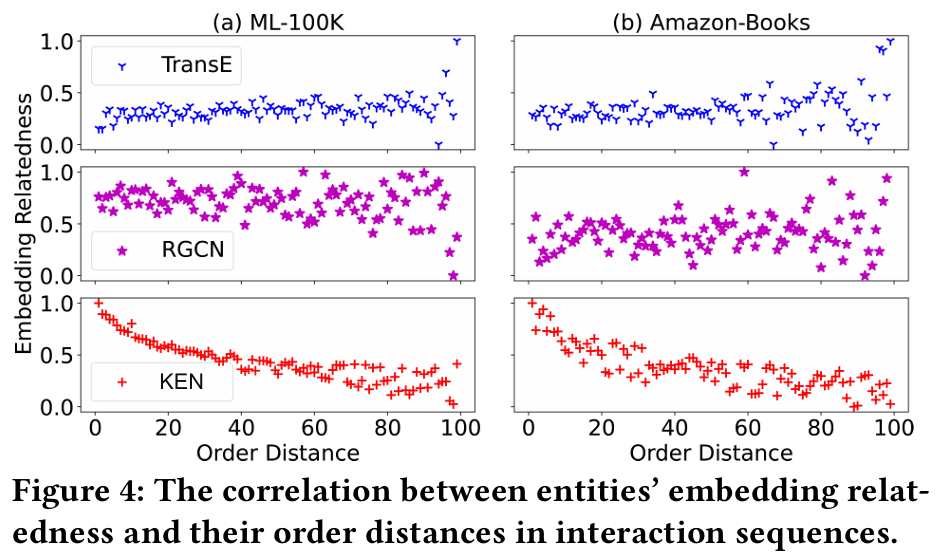 (a) ML-100K
(b) Amazon-Books
Embedding Relatedness
1.0
0.5
0.0
TransE
1.0
0.5
0.0
RGCN
1.0
0.5
0.0
KEN
0 20 40 60 80 100
0 20 40 60 80 100
Order Distance
Order Distance
Figure 4: The correlation between entities’ embedding relat-
edness and their order distances in interaction sequences.